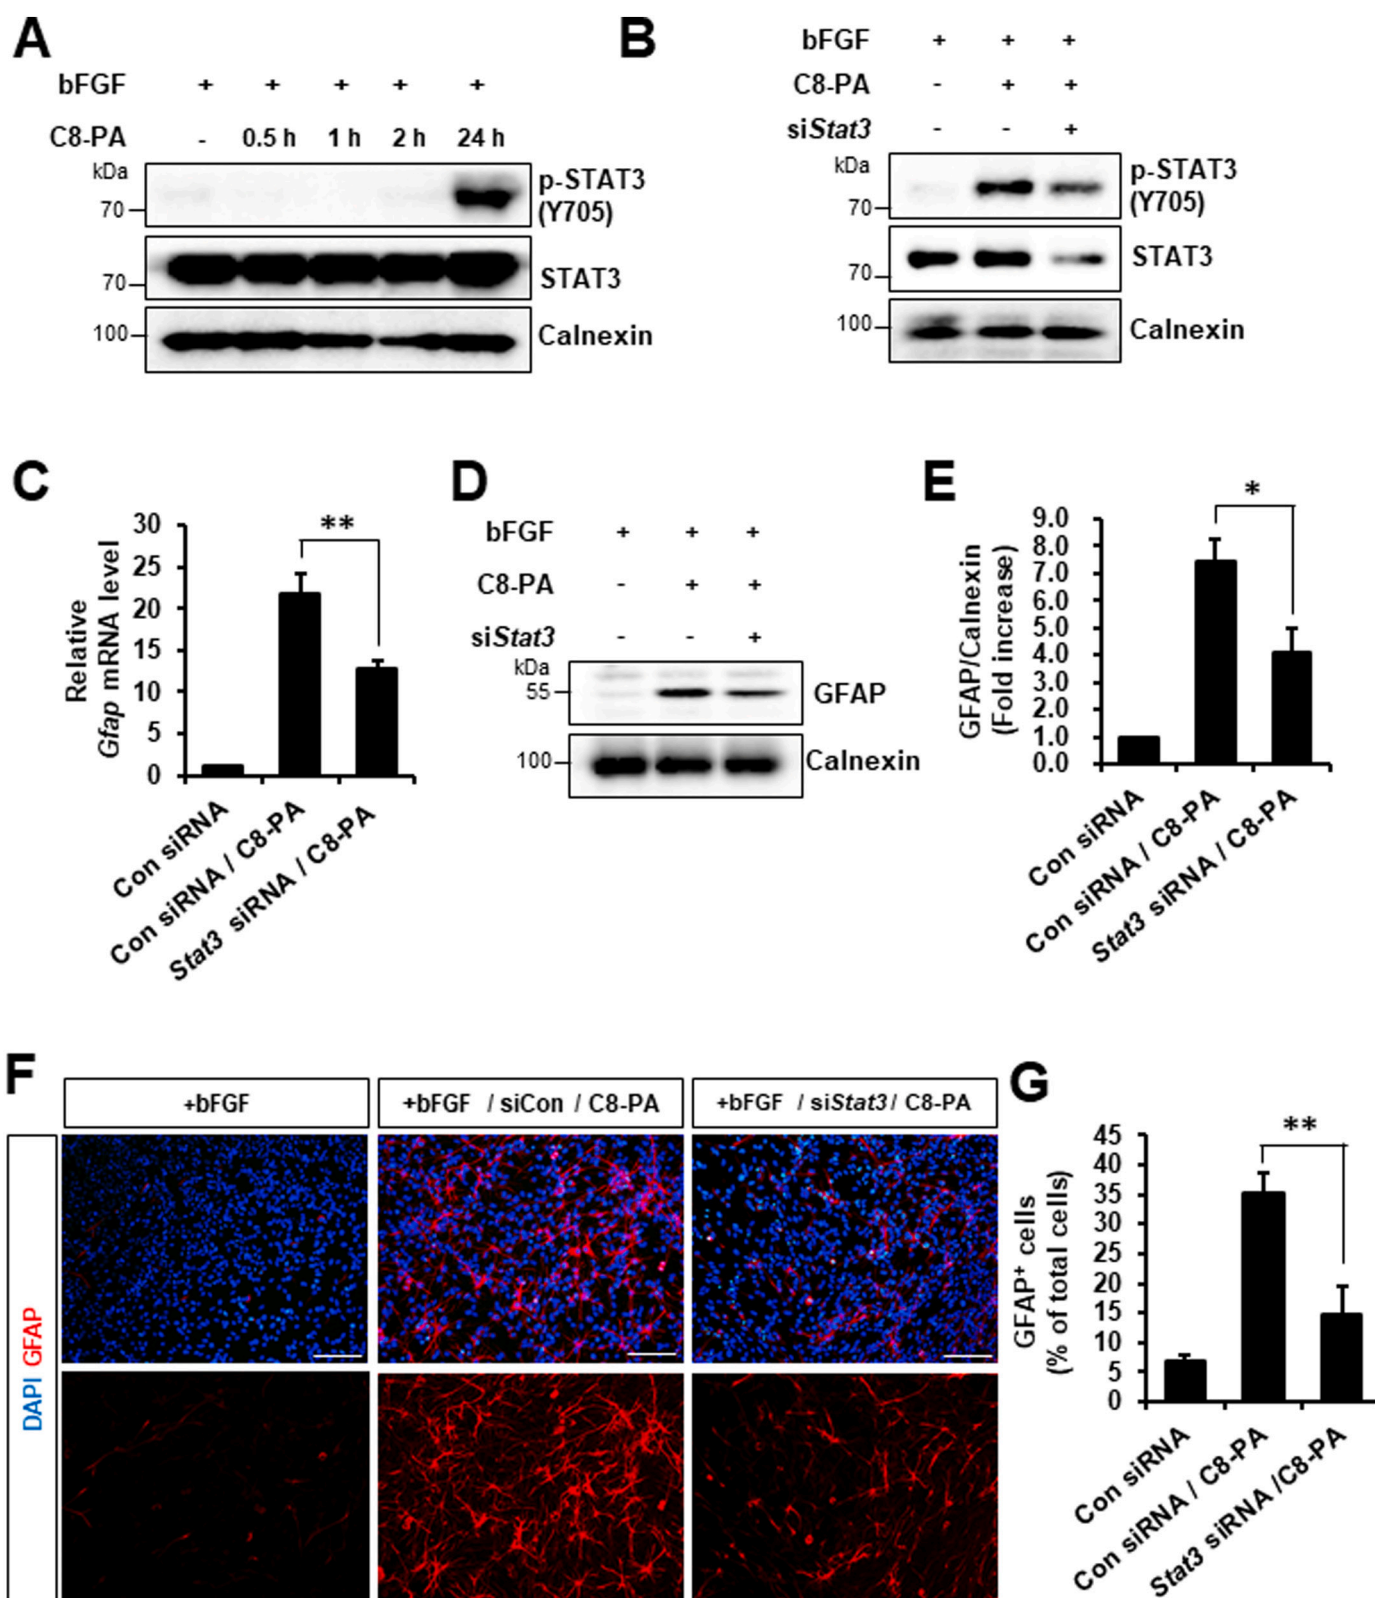 A
bFGF + + + + +
C8-PA - 0.5 h 1 h 2 h 24 h
kDa
70
p-STAT3
(Y705)
70
STAT3
100
Calnexin
B
bFGF + + +
C8-PA - + +
siStat3 - - +
kDa
70
p-STAT3
(Y705)
70
STAT3
100
Calnexin
C
Relative
Gfap mRNA level
30
25
20
15
10
5
0
**
Con siRNA
Con siRNA / C8-PA
Stat3 siRNA / C8-PA
D
bFGF + + +
C8-PA - + +
siStat3 - - +
kDa
55
GFAP
100
Calnexin
E
GFAP/Calnexin
(Fold increase)
9.0
8.0
7.0
6.0
5.0
4.0
3.0
2.0
1.0
0.0
*
Con siRNA
Con siRNA / C8-PA
Stat3 siRNA / C8-PA
F
+bFGF
+bFGF / siCon / C8-PA
+bFGF / siStat3 / C8-PA
DAPI GFAP
G
GFAP+ cells
(% of total cells)
45
40
35
30
25
20
15
10
5
0
**
Con siRNA
Con siRNA / C8-PA
Stat3 siRNA /C8-PA